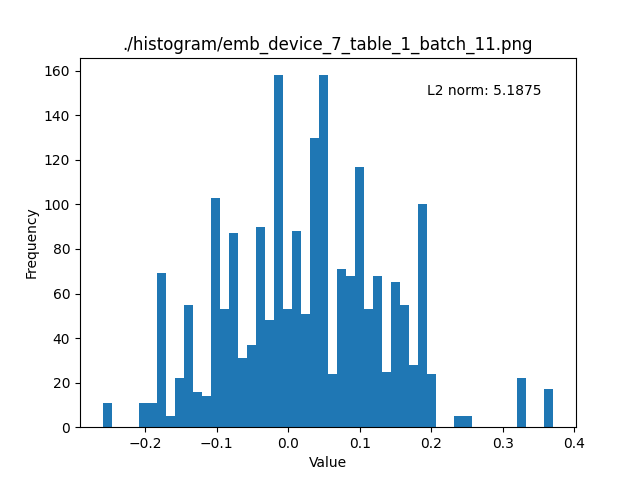 ./histogram/emb_device_7_table_1_batch_11.png
L2 norm: 5.1875
160
140
120
100
80
60
40
20
0
Frequency
−0.2 −0.1 0.0 0.1 0.2 0.3 0.4
Value